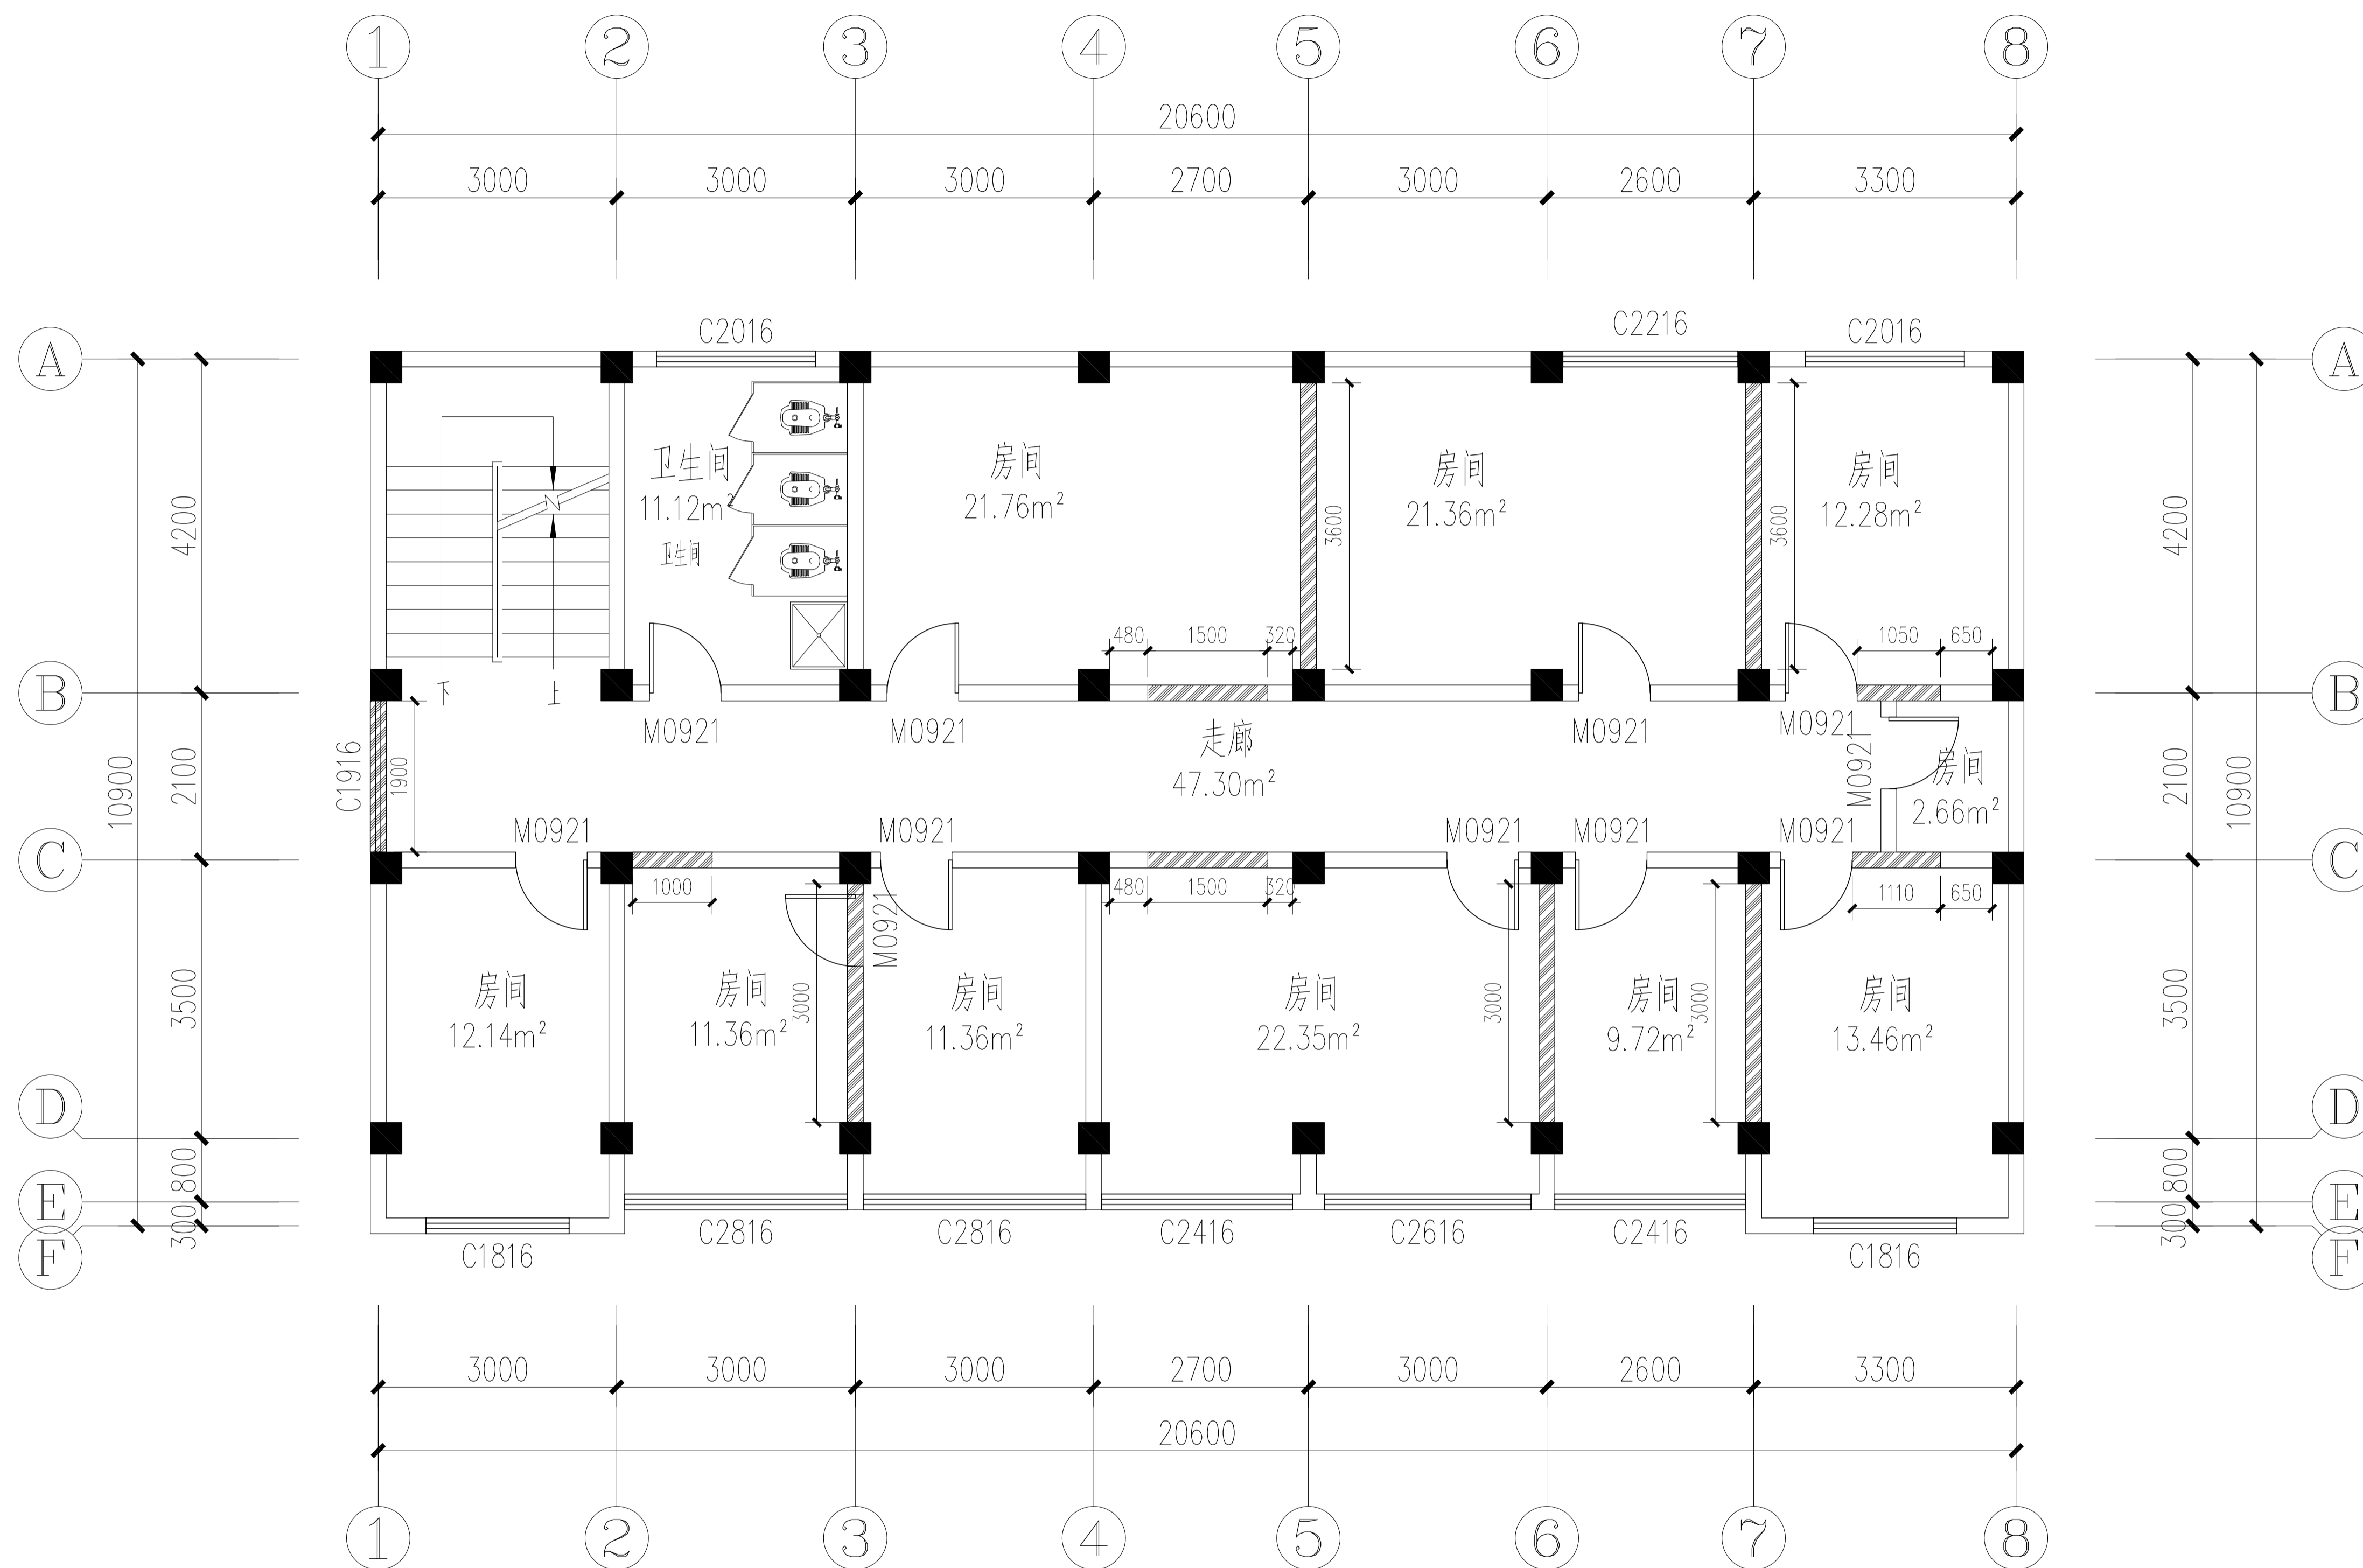 1 2 3 4 5 6 7 8
20600
3000 3000 3000 2700 3000 2600 3300
C2016 C2216 C2016
A A
卫生间
11.12m²
卫生间
房间
21.76m²
房间
21.36m²
房间
12.28m²
4200 3600 3600 4200
480 1500 320 1050 650
B 下 上 B
M0921 M0921 M0921 M0921
走廊
47.30m²
房间
2.66m²
M0921
10900 2100 C1916 1900 2100 10900
M0921 M0921 M0921 M0921 M0921
C C
1000 480 1500 320 1110 650
M0921
房间
12.14m²
房间
11.36m²
房间
11.36m²
房间
22.35m²
房间
9.72m²
房间
13.46m²
3500 3000 3000 3000 3500
D D
800 800
E E
300 300
F F
C1816 C2816 C2816 C2416 C2616 C2416 C1816
3000 3000 3000 2700 3000 2600 3300
20600
1 2 3 4 5 6 7 8